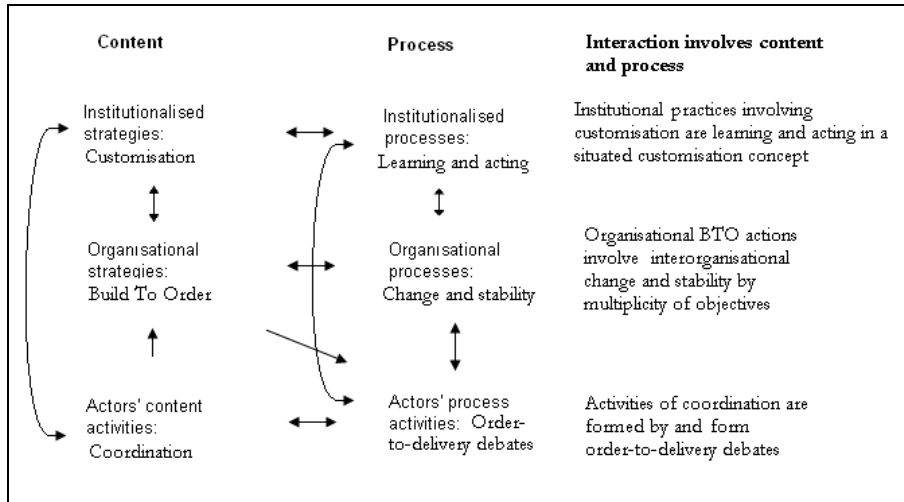 Content
Process
Interaction involves content
and process
Institutionalised
strategies:
Customisation
Institutionalised
processes:
Learning and acting
Institutional practices involving
customisation are learning and acting in a
situated customisation concept
Organisational
strategies:
Build To Order
Organisational
processes:
Change and stability
Organisational BTO actions
involve interorganisational
change and stability by
multiplicity of objectives
Actors' content
activities:
Coordination
Actors' process
activities: Order-
to-delivery debates
Activities of coordination are
formed by and form
order-to-delivery debates